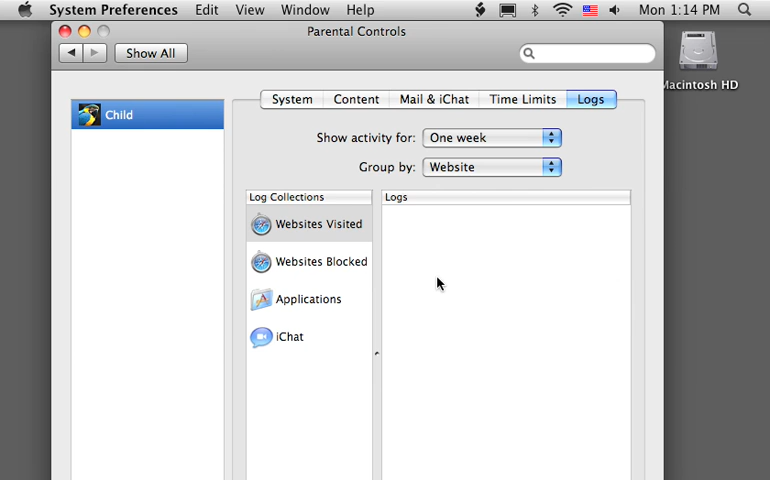 System Preferences Edit View Window Help Mon 1:14 PM
Parental Controls
Show All
Macintosh HD
Child
System Content Mail & iChat Time Limits Logs
Show activity for: One week
Group by: Website
Log Collections Logs
Websites Visited
Websites Blocked
Applications
iChat